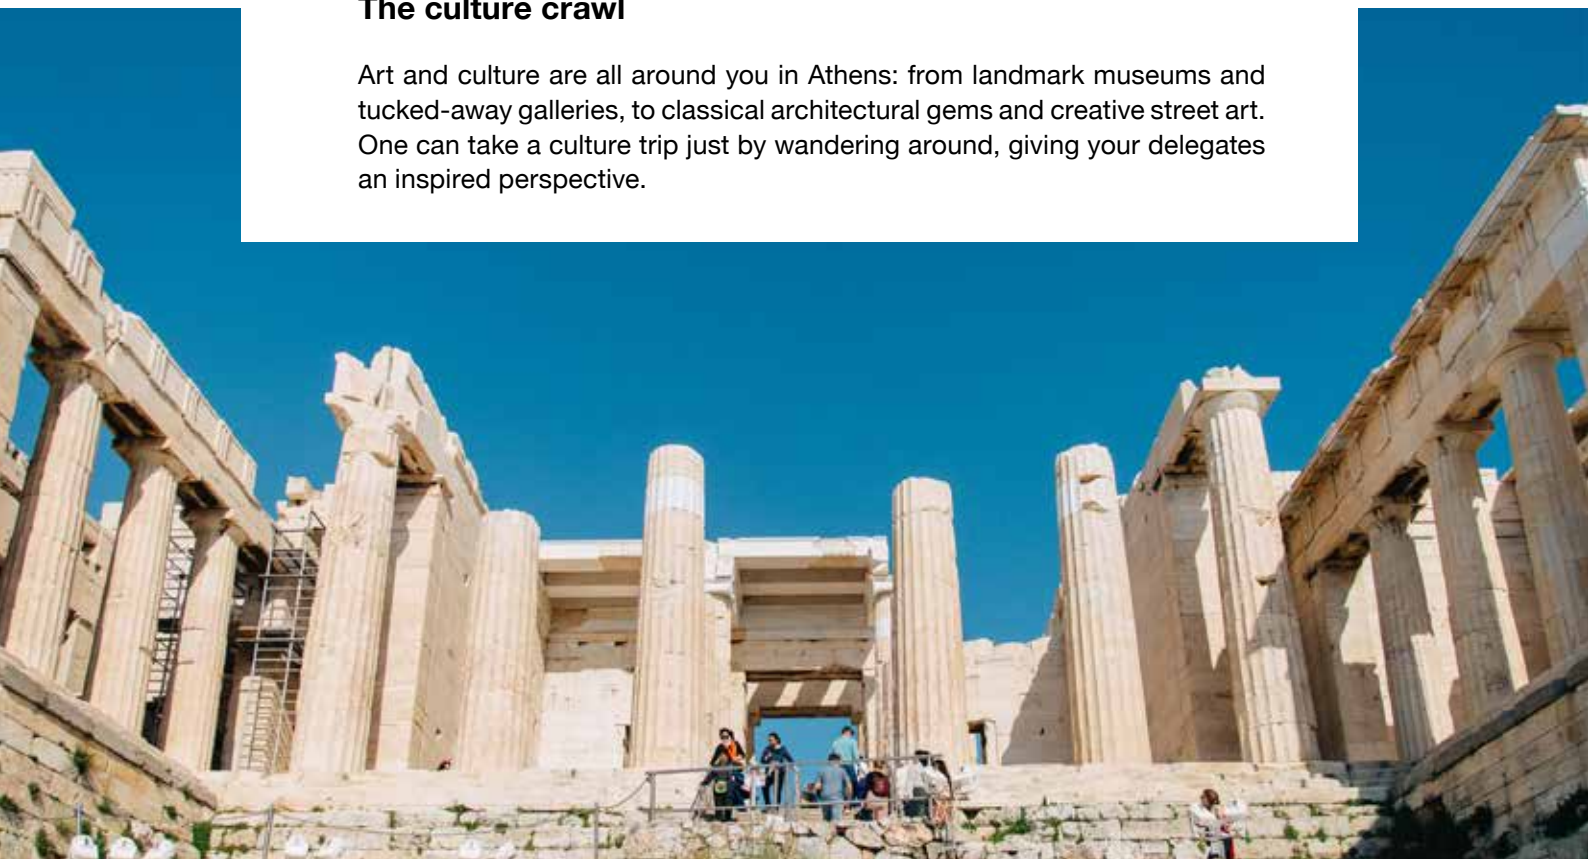 The culture crawl
Art and culture are all around you in Athens: from landmark museums and
tucked-away galleries, to classical architectural gems and creative street art.
One can take a culture trip just by wandering around, giving your delegates
an inspired perspective.